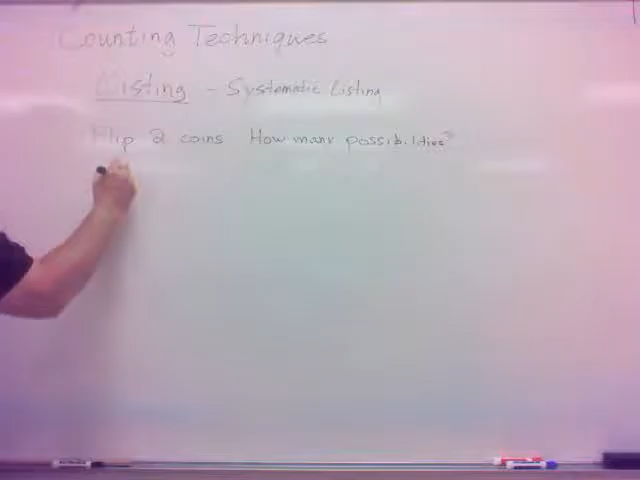 Counting Techniques
Listing - Systematic Listing
Flip 2 coins How many possibilities?